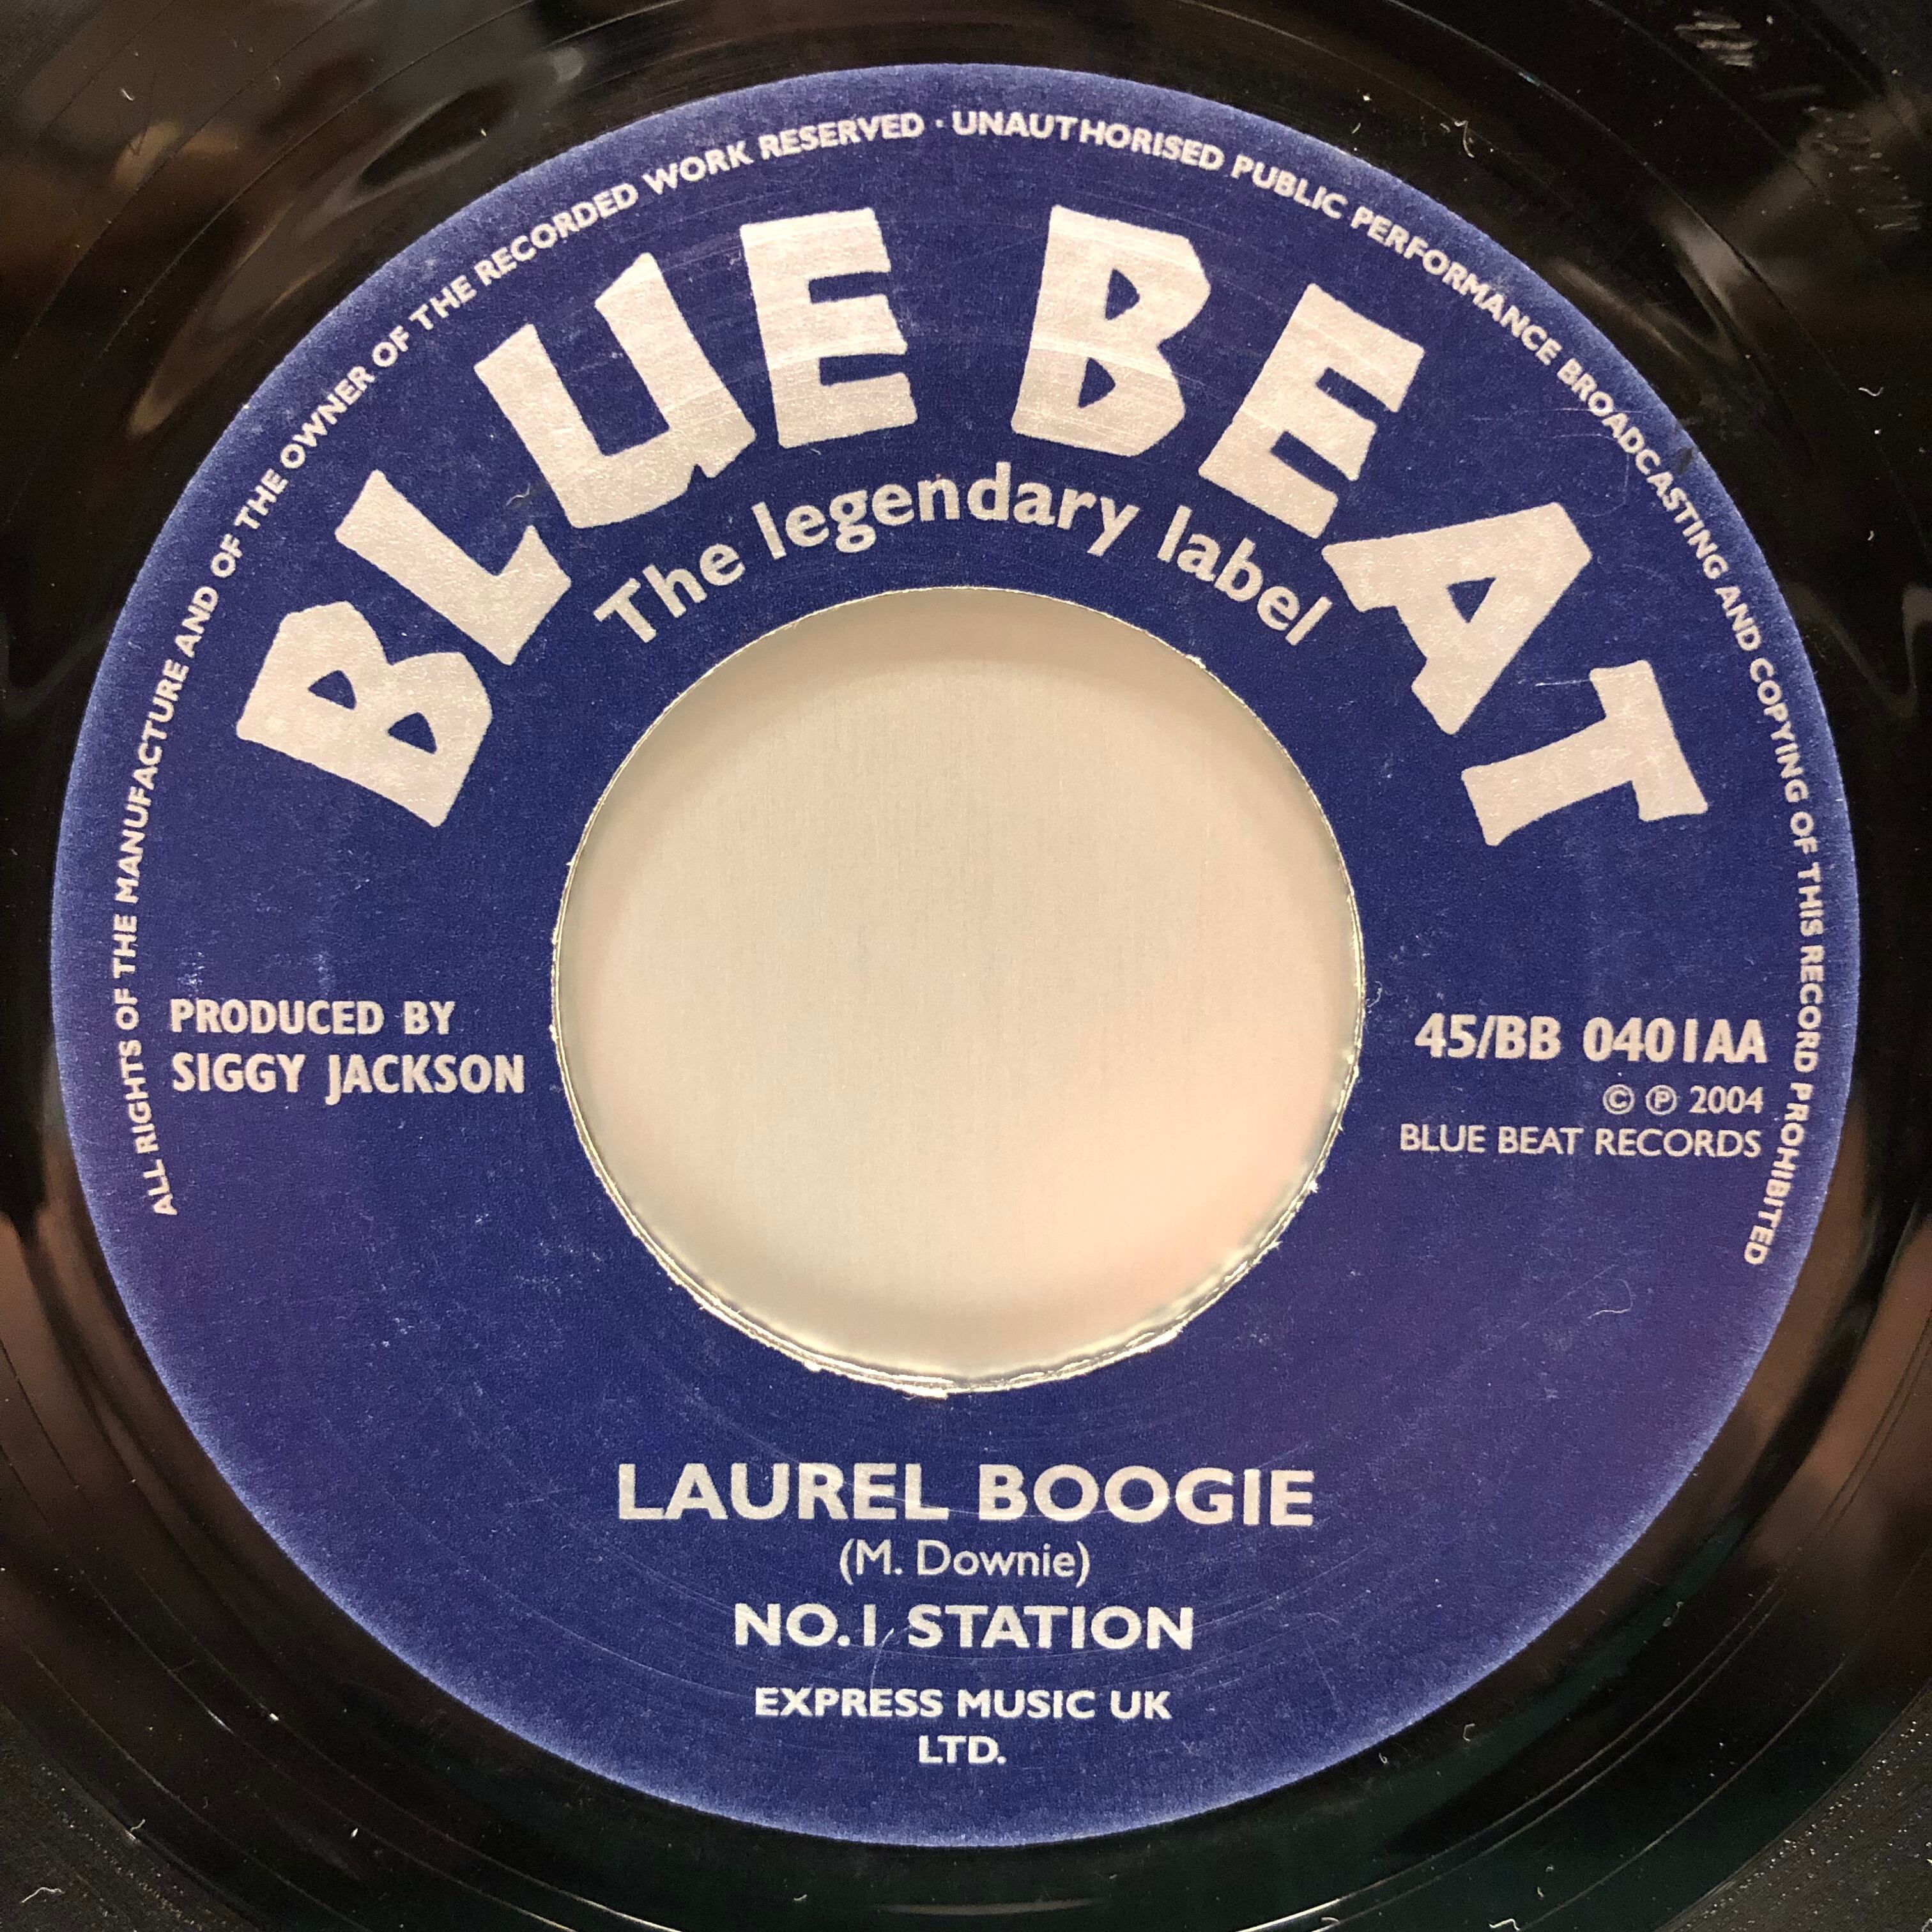 ALL RIGHTS OF THE MANUFACTURE AND OF THE OWNER OF THE RECORDED WORK RESERVED · UNAUTHORISED PUBLIC PERFORMANCE BROADCASTING AND COPYING OF THIS RECORD PROHIBITED
BLUE BEAT
The legendary label
PRODUCED BY
SIGGY JACKSON
45/BB 0401AA
© ℗ 2004
BLUE BEAT RECORDS
LAUREL BOOGIE
(M. Downie)
NO.1 STATION
EXPRESS MUSIC UK
LTD.